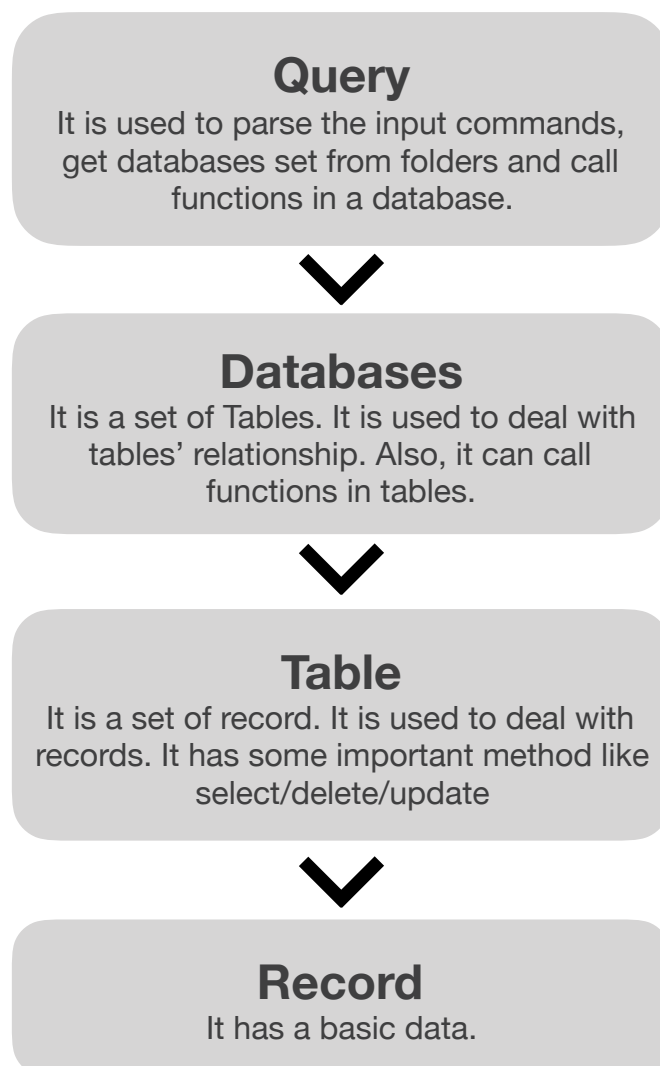 Query
It is used to parse the input commands,
get databases set from folders and call
functions in a database.
Databases
It is a set of Tables. It is used to deal with
tables’ relationship. Also, it can call
functions in tables.
Table
It is a set of record. It is used to deal with
records. It has some important method like
select/delete/update
Record
It has a basic data.